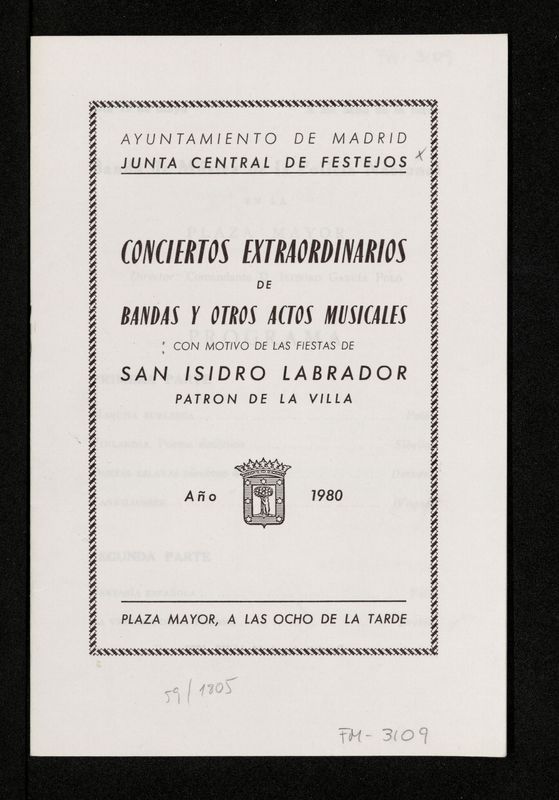 AYUNTAMIENTO DE MADRID
JUNTA CENTRAL DE FESTEJOS x
CONCIERTOS EXTRAORDINARIOS
DE
BANDAS Y OTROS ACTOS MUSICALES
CON MOTIVO DE LAS FIESTAS DE
SAN ISIDRO LABRADOR
PATRON DE LA VILLA
Año 1980
PLAZA MAYOR, A LAS OCHO DE LA TARDE
59/1805
FM-3109